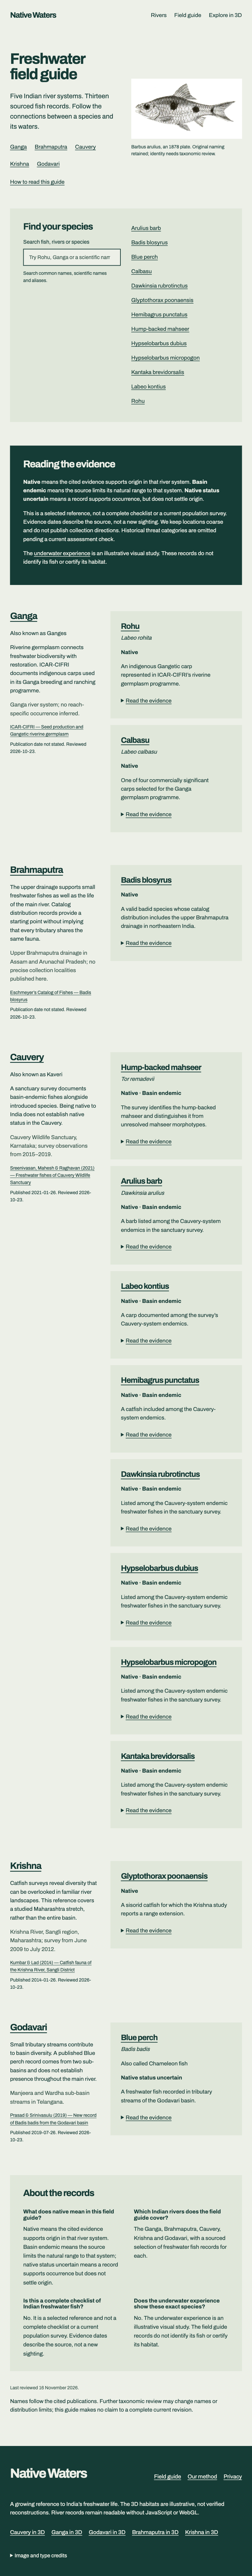 Native Waters
Rivers Field guide Explore in 3D
Freshwater
field guide
Five Indian river systems. Thirteen
sourced fish records. Follow the
connections between a species and
its waters.
Ganga Brahmaputra Cauvery
Krishna Godavari
How to read this guide
Barbus arulius, an 1878 plate. Original naming
retained; identity needs taxonomic review.
Find your species
Search fish, rivers or species
Try Rohu, Ganga or a scientific nam
Search common names, scientific names
and aliases.
Arulius barb
Badis blosyrus
Blue perch
Calbasu
Dawkinsia rubrotinctus
Glyptothorax poonaensis
Hemibagrus punctatus
Hump-backed mahseer
Hypselobarbus dubius
Hypselobarbus micropogon
Kantaka brevidorsalis
Labeo kontius
Rohu
Reading the evidence
Native means the cited evidence supports origin in that river system. Basin
endemic means the source limits its natural range to that system. Native status
uncertain means a record supports occurrence, but does not settle origin.
This is a selected reference, not a complete checklist or a current population survey.
Evidence dates describe the source, not a new sighting. We keep locations coarse
and do not publish collection directions. Historical threat categories are omitted
pending a current assessment check.
The underwater experience is an illustrative visual study. These records do not
identify its fish or certify its habitat.
Ganga
Also known as Ganges
Riverine germplasm connects
freshwater biodiversity with
restoration. ICAR-CIFRI
documents indigenous carps used
in its Ganga breeding and ranching
programme.
Ganga river system; no reach-
specific occurrence inferred.
ICAR-CIFRI — Seed production and
Gangetic riverine germplasm
Publication date not stated. Reviewed
2026-10-23.
Rohu
Labeo rohita
Native
An indigenous Gangetic carp
represented in ICAR-CIFRI's riverine
germplasm programme.
Read the evidence
Calbasu
Labeo calbasu
Native
One of four commercially significant
carps selected for the Ganga
germplasm programme.
Read the evidence
Brahmaputra
The upper drainage supports small
freshwater fishes as well as the life
of the main river. Catalog
distribution records provide a
starting point without implying
that every tributary shares the
same fauna.
Upper Brahmaputra drainage in
Assam and Arunachal Pradesh; no
precise collection localities
published here.
Eschmeyer's Catalog of Fishes — Badis
blosyrus
Publication date not stated. Reviewed
2026-10-23.
Badis blosyrus
Native
A valid badid species whose catalog
distribution includes the upper Brahmaputra
drainage in northeastern India.
Read the evidence
Cauvery
Also known as Kaveri
A sanctuary survey documents
basin-endemic fishes alongside
introduced species. Being native to
India does not establish native
status in the Cauvery.
Cauvery Wildlife Sanctuary,
Karnataka; survey observations
from 2015–2019.
Sreenivasan, Mahesh & Raghavan (2021)
— Freshwater fishes of Cauvery Wildlife
Sanctuary
Published 2021-01-26. Reviewed 2026-
10-23.
Hump-backed mahseer
Tor remadevii
Native · Basin endemic
The survey identifies the hump-backed
mahseer and distinguishes it from
unresolved mahseer morphotypes.
Read the evidence
Arulius barb
Dawkinsia arulius
Native · Basin endemic
A barb listed among the Cauvery-system
endemics in the sanctuary survey.
Read the evidence
Labeo kontius
Native · Basin endemic
A carp documented among the survey's
Cauvery-system endemics.
Read the evidence
Hemibagrus punctatus
Native · Basin endemic
A catfish included among the Cauvery-
system endemics.
Read the evidence
Dawkinsia rubrotinctus
Native · Basin endemic
Listed among the Cauvery-system endemic
freshwater fishes in the sanctuary survey.
Read the evidence
Hypselobarbus dubius
Native · Basin endemic
Listed among the Cauvery-system endemic
freshwater fishes in the sanctuary survey.
Read the evidence
Hypselobarbus micropogon
Native · Basin endemic
Listed among the Cauvery-system endemic
freshwater fishes in the sanctuary survey.
Read the evidence
Kantaka brevidorsalis
Native · Basin endemic
Listed among the Cauvery-system endemic
freshwater fishes in the sanctuary survey.
Read the evidence
Krishna
Catfish surveys reveal diversity that
can be overlooked in familiar river
landscapes. This reference covers
a studied Maharashtra stretch,
rather than the entire basin.
Krishna River, Sangli region,
Maharashtra; survey from June
2009 to July 2012.
Kumbar & Lad (2014) — Catfish fauna of
the Krishna River, Sangli District
Published 2014-01-26. Reviewed 2026-
10-23.
Glyptothorax poonaensis
Native
A sisorid catfish for which the Krishna study
reports a range extension.
Read the evidence
Godavari
Small tributary streams contribute
to basin diversity. A published Blue
perch record comes from two sub-
basins and does not establish
presence throughout the main river.
Manjeera and Wardha sub-basin
streams in Telangana.
Prasad & Srinivasulu (2019) — New record
of Badis badis from the Godavari basin
Published 2019-07-26. Reviewed 2026-
10-23.
Blue perch
Badis badis
Also called Chameleon fish
Native status uncertain
A freshwater fish recorded in tributary
streams of the Godavari basin.
Read the evidence
About the records
What does native mean in this field
guide?
Native means the cited evidence
supports origin in that river system.
Basin endemic means the source
limits the natural range to that system;
native status uncertain means a record
supports occurrence but does not
settle origin.
Which Indian rivers does the field
guide cover?
The Ganga, Brahmaputra, Cauvery,
Krishna and Godavari, with a sourced
selection of freshwater fish records for
each.
Is this a complete checklist of
Indian freshwater fish?
No. It is a selected reference and not a
complete checklist or a current
population survey. Evidence dates
describe the source, not a new
sighting.
Does the underwater experience
show these exact species?
No. The underwater experience is an
illustrative visual study. The field guide
records do not identify its fish or certify
its habitat.
Last reviewed 15 November 2026.
Names follow the cited publications. Further taxonomic review may change names or
distribution limits; this guide makes no claim to a complete current revision.
Native Waters
Field guide Our method Privacy
A growing reference to India's freshwater life. The 3D habitats are illustrative, not verified
reconstructions. River records remain readable without JavaScript or WebGL.
Cauvery in 3D Ganga in 3D Godavari in 3D Brahmaputra in 3D Krishna in 3D
Image and type credits